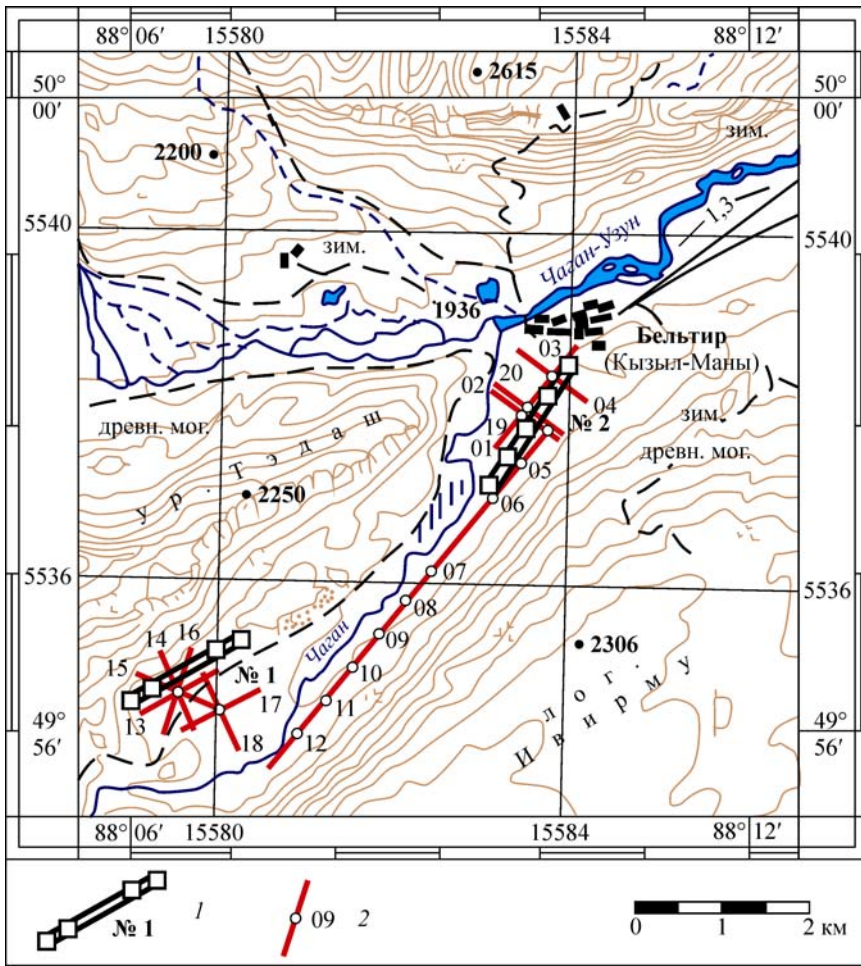 88° 06′ 15580 15584 88° 12′
50° 00′
2615
50° 00′
2200
зим.
1,3
Чаган-Узун
5540
зим.
5540
1936
Бельтир
(Кызыл-Маны)
03
02 20
04
зим.
древн. мог.
19
№ 2
древн. мог.
01
05
ур. Тэдаш
2250
06
5536
07
5536
08
Чаган
09
2306
16
14
15
№ 1
10
лог. Ивирму
17
11
13
49° 56′
18
12
49° 56′
88° 06′ 15580 15584 88° 12′
№ 1 1
09 2
0 1 2 км